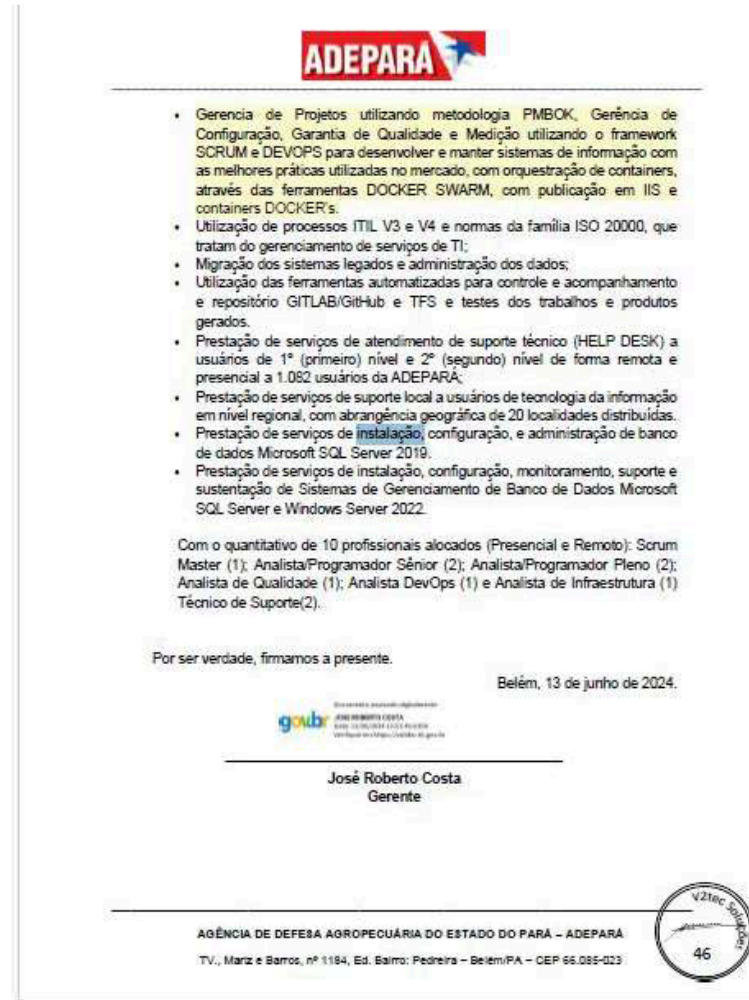 ADEPARÁ
• Gerencia de Projetos utilizando metodologia PMBOK, Gerência de
Configuração, Garantia de Qualidade e Medição utilizando o framework
SCRUM e DEVOPS para desenvolver e manter sistemas de informação com
as melhores práticas utilizadas no mercado, com orquestração de containers,
através das ferramentas DOCKER SWARM, com publicação em IIS e
containers DOCKER's.
• Utilização de processos ITIL V3 e V4 e normas da família ISO 20000, que
tratam do gerenciamento de serviços de TI;
• Migração dos sistemas legados e administração dos dados;
• Utilização das ferramentas automatizadas para controle e acompanhamento
e repositório GITLAB/GitHub e TFS e testes dos trabalhos e produtos
gerados.
• Prestação de serviços de atendimento de suporte técnico (HELP DESK) a
usuários de 1º (primeiro) nível e 2º (segundo) nível de forma remota e
presencial a 1.082 usuários da ADEPARÁ;
• Prestação de serviços de suporte local a usuários de tecnologia da informação
em nível regional, com abrangência geográfica de 20 localidades distribuídas.
• Prestação de serviços de instalação, configuração, e administração de banco
de dados Microsoft SQL Server 2019.
• Prestação de serviços de instalação, configuração, monitoramento, suporte e
sustentação de Sistemas de Gerenciamento de Banco de Dados Microsoft
SQL Server e Windows Server 2022.
Com o quantitativo de 10 profissionais alocados (Presencial e Remoto): Scrum
Master (1); Analista/Programador Sênior (2); Analista/Programador Pleno (2);
Analista de Qualidade (1); Analista DevOps (1) e Analista de Infraestrutura (1)
Técnico de Suporte(2).
Por ser verdade, firmamos a presente.
Belém, 13 de junho de 2024.
gov.br
JOSE ROBERTO COSTA
José Roberto Costa
Gerente
AGÊNCIA DE DEFESA AGROPECUÁRIA DO ESTADO DO PARÁ – ADEPARÁ
TV., Mariz e Barros, nº 1184, Ed. Bairro: Pedreira – Belém/PA – CEP 66.085-023
V2tec Soluções
46